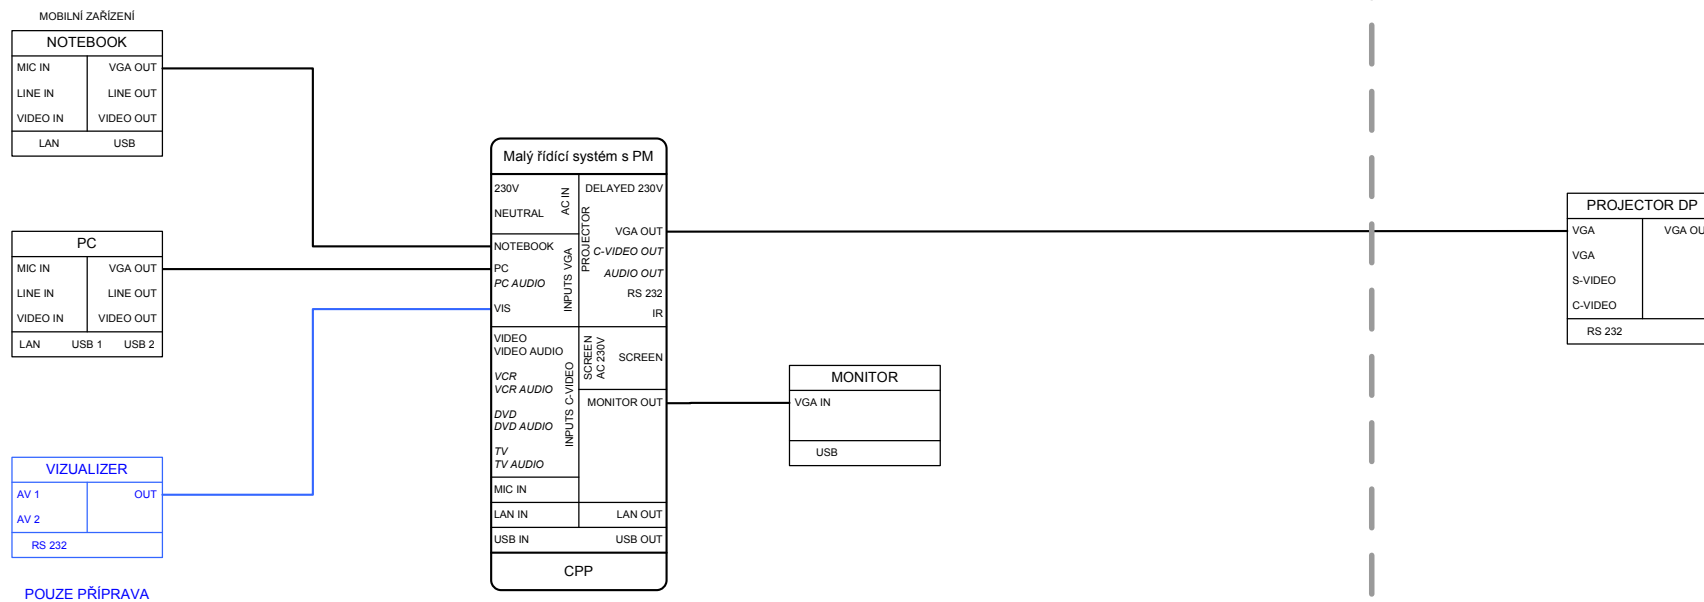 MOBILNÍ ZAŘÍZENÍ
NOTEBOOK
MIC IN VGA OUT
LINE IN LINE OUT
VIDEO IN VIDEO OUT
LAN USB
PC
MIC IN VGA OUT
LINE IN LINE OUT
VIDEO IN VIDEO OUT
LAN USB 1 USB 2
VIZUALIZER
AV 1 OUT
AV 2
RS 232
POUZE PŘÍPRAVA
Malý řídící systém s PM
230V
NEUTRAL
AC IN
NOTEBOOK
PC
PC AUDIO
VIS
INPUTS VGA
VIDEO
VIDEO AUDIO
VCR
VCR AUDIO
DVD
DVD AUDIO
TV
TV AUDIO
INPUTS C-VIDEO
MIC IN
PROJECTOR
DELAYED 230V
VGA OUT
C-VIDEO OUT
AUDIO OUT
RS 232
IR
SCREEN
AC 230V
SCREEN
MONITOR OUT
LAN IN LAN OUT
USB IN USB OUT
CPP
MONITOR
VGA IN
USB
PROJECTOR DP
VGA VGA OU
VGA
S-VIDEO
C-VIDEO
RS 232